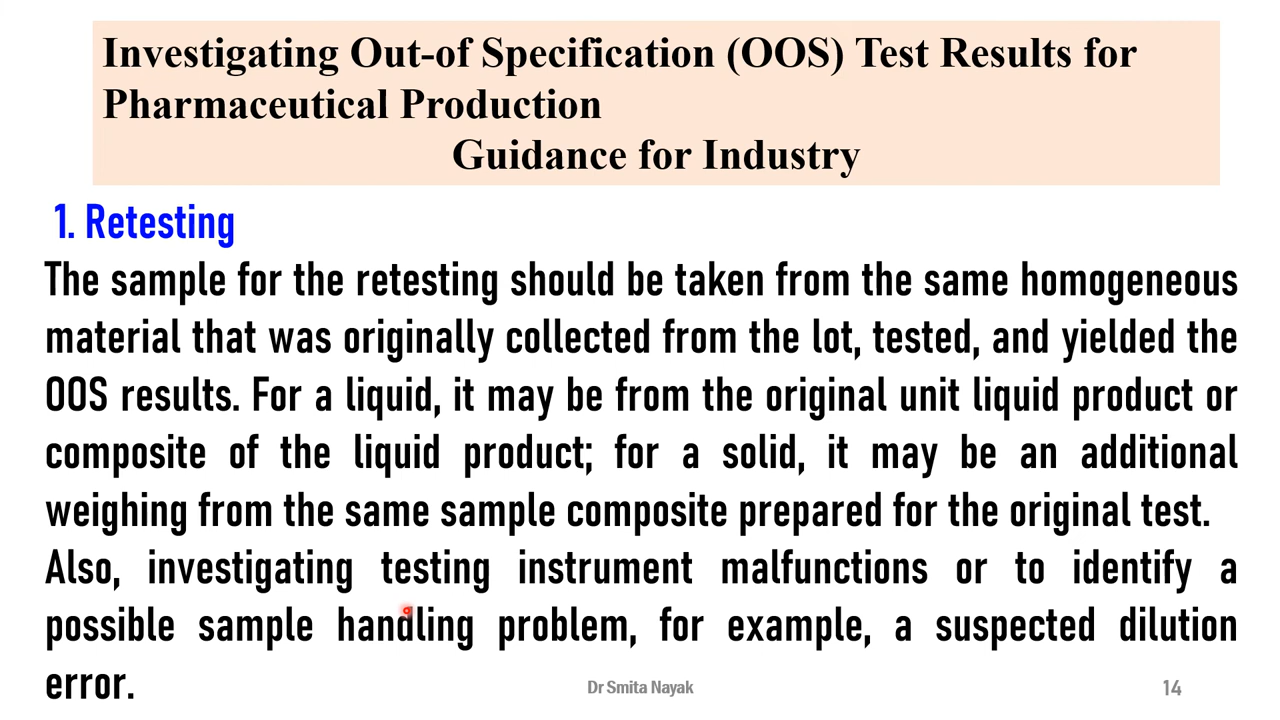 Investigating Out-of Specification (OOS) Test Results for
Pharmaceutical Production
Guidance for Industry
1. Retesting
The sample for the retesting should be taken from the same homogeneous
material that was originally collected from the lot, tested, and yielded the
OOS results. For a liquid, it may be from the original unit liquid product or
composite of the liquid product; for a solid, it may be an additional
weighing from the same sample composite prepared for the original test.
Also, investigating testing instrument malfunctions or to identify a
possible sample handling problem, for example, a suspected dilution
error.
Dr Smita Nayak
14